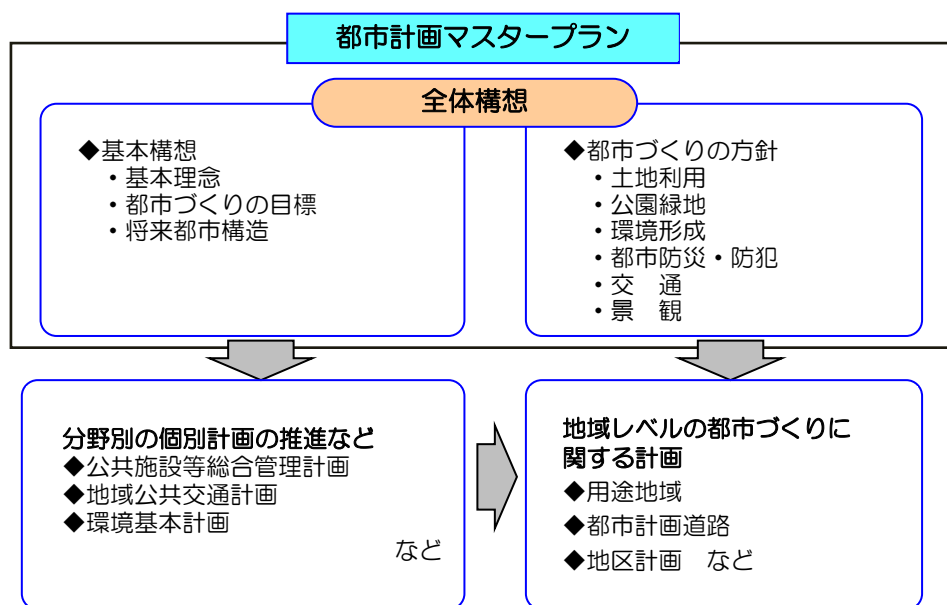 都市計画マスタープラン
全体構想
◆基本構想
・基本理念
・都市づくりの目標
・将来都市構造
◆都市づくりの方針
・土地利用
・公園緑地
・環境形成
・都市防災・防犯
・交　通
・景　観
分野別の個別計画の推進など
◆公共施設等総合管理計画
◆地域公共交通計画
◆環境基本計画
など
地域レベルの都市づくりに
関する計画
◆用途地域
◆都市計画道路
◆地区計画　など